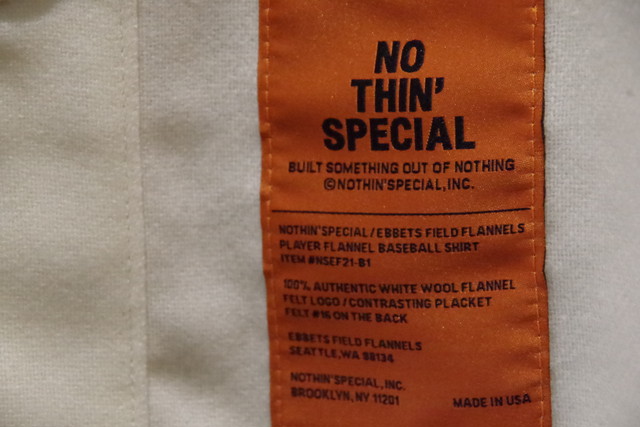 NO
THIN'
SPECIAL
BUILT SOMETHING OUT OF NOTHING
©NOTHIN'SPECIAL, INC.
NOTHIN'SPECIAL / EBBETS FIELD FLANNELS
PLAYER FLANNEL BASEBALL SHIRT
ITEM #NSEF21-B1
100% AUTHENTIC WHITE WOOL FLANNEL
FELT LOGO / CONTRASTING PLACKET
FELT #16 ON THE BACK
EBBETS FIELD FLANNELS
SEATTLE, WA 98134
NOTHIN'SPECIAL, INC.
BROOKLYN, NY 11201
MADE IN USA